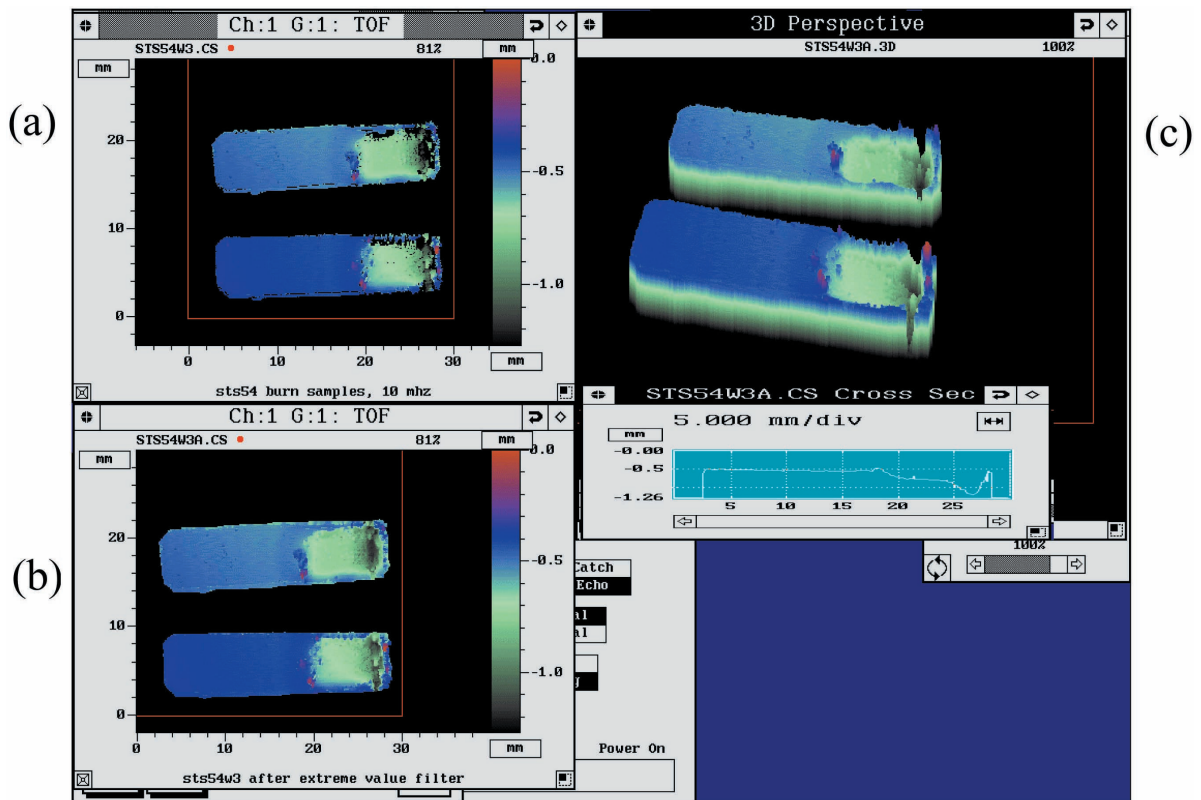 (a)
Ch:1 G:1: TOF
STS54W3.CS
81%
mm
mm
0.0
-0.5
-1.0
20
10
0
0 10 20 30
mm
sts54 burn samples, 10 mhz
(b)
Ch:1 G:1: TOF
STS54W3A.CS
81%
mm
mm
0.0
-0.5
-1.0
20
10
0
0 10 20 30
mm
sts54w3 after extreme value filter
(c)
3D Perspective
STS54W3A.3D
100%
STS54W3A.CS Cross Sec
5.000 mm/div
mm
-0.00
-0.5
-1.26
5 10 15 20 25
100%
Catch
Echo
al
al
Power On